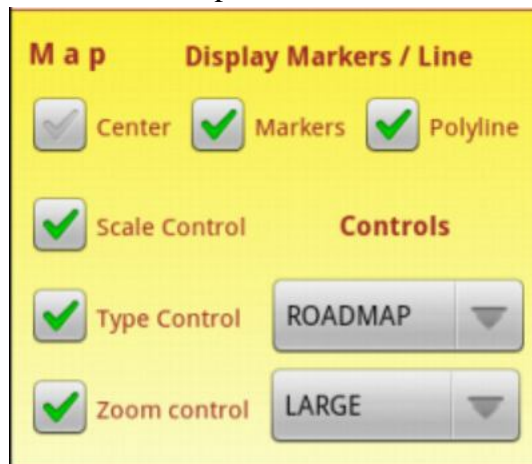 M a p Display Markers / Line
Center Markers Polyline
Scale Control Controls
Type Control ROADMAP
Zoom control LARGE